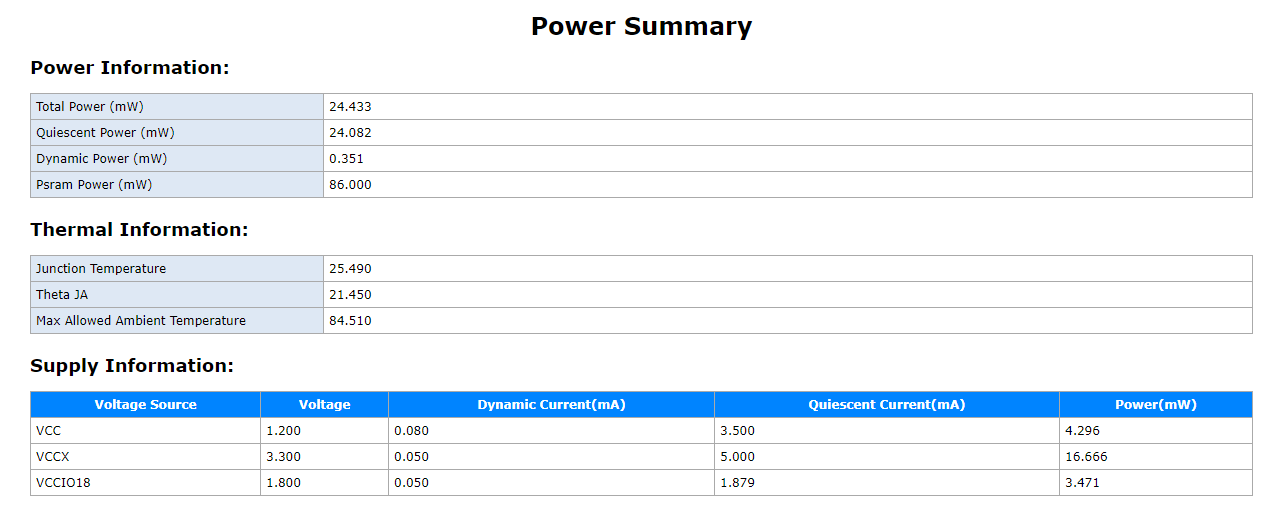 Power Summary
Power Information:
Total Power (mW) 24.433
Quiescent Power (mW) 24.082
Dynamic Power (mW) 0.351
Psram Power (mW) 86.000
Thermal Information:
Junction Temperature 25.490
Theta JA 21.450
Max Allowed Ambient Temperature 84.510
Supply Information:
Voltage Source Voltage Dynamic Current(mA) Quiescent Current(mA) Power(mW)
VCC 1.200 0.080 3.500 4.296
VCCX 3.300 0.050 5.000 16.666
VCCIO18 1.800 0.050 1.879 3.471